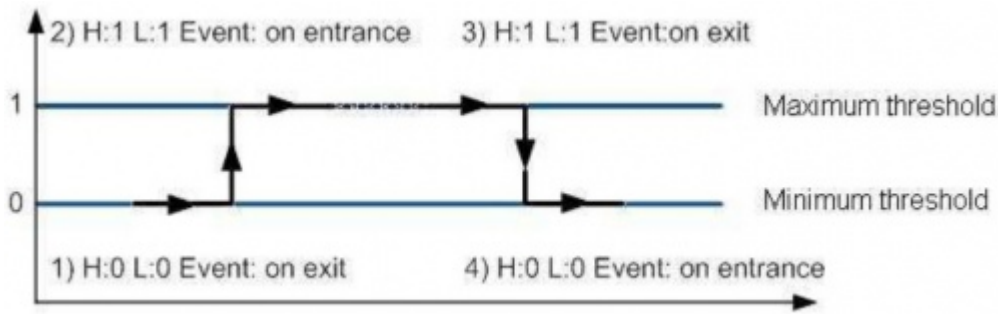 2) H:1 L:1 Event: on entrance
3) H:1 L:1 Event:on exit
1
Maximum threshold
0
Minimum threshold
1) H:0 L:0 Event: on exit
4) H:0 L:0 Event: on entrance